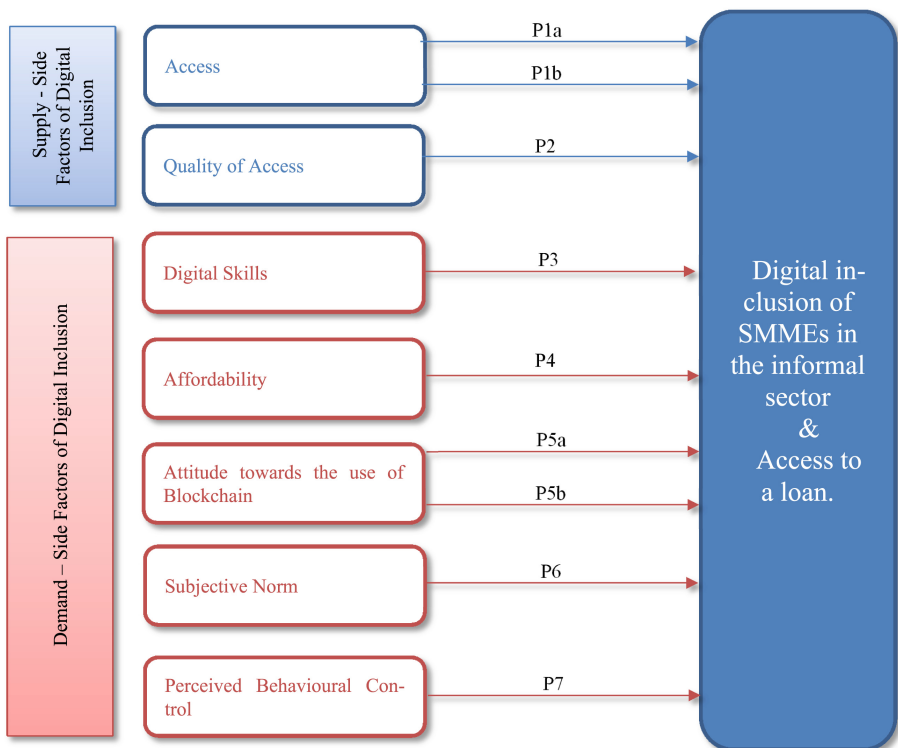 Supply - Side
Factors of Digital
Inclusion
Access
P1a
P1b
Quality of Access
P2
Demand – Side Factors of Digital Inclusion
Digital Skills
P3
Affordability
P4
Attitude towards the use of
Blockchain
P5a
P5b
Subjective Norm
P6
Perceived Behavioural Con-
trol
P7
Digital in-
clusion of
SMMEs in
the informal
sector
&
Access to
a loan.